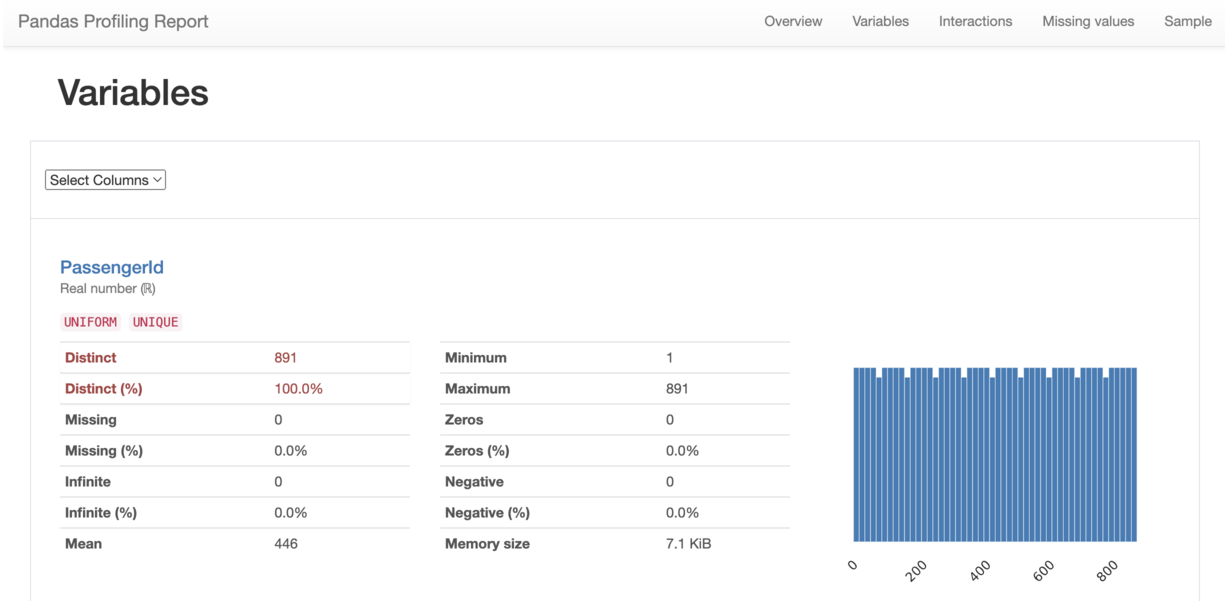 Pandas Profiling Report Overview Variables Interactions Missing values Sample
Variables
Select Columns
PassengerId
Real number (ℝ)
UNIFORM UNIQUE
Distinct 891
Distinct (%) 100.0%
Missing 0
Missing (%) 0.0%
Infinite 0
Infinite (%) 0.0%
Mean 446
Minimum 1
Maximum 891
Zeros 0
Zeros (%) 0.0%
Negative 0
Negative (%) 0.0%
Memory size 7.1 KiB
0 200 400 600 800